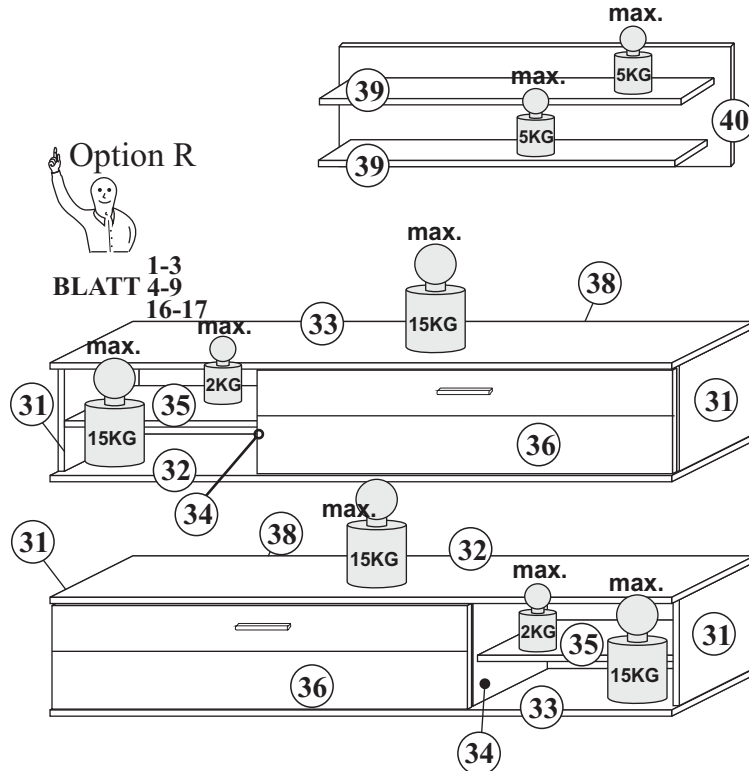 max.
5KG
max.
39
5KG
40
39
Option R
BLATT 1-3
4-9
16-17
max.
38
33
15KG
max.
max.
2KG
31
35
31
15KG
36
32
34
max.
31
38
15KG
32
max.
max.
2KG
31
35
15KG
36
33
34